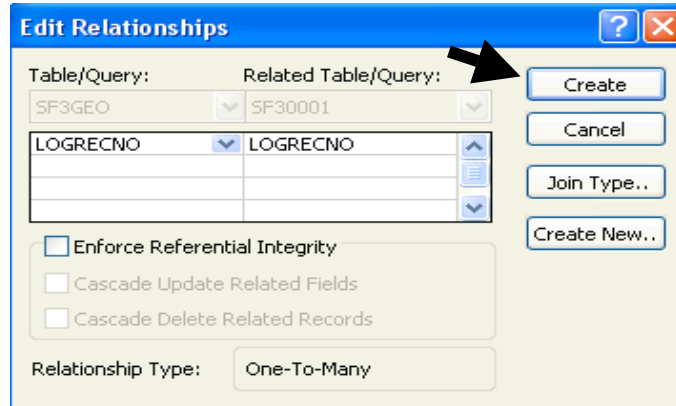 Edit Relationships
Table/Query: Related Table/Query:
SF3GEO SF30001
LOGRECNO LOGRECNO
Enforce Referential Integrity
Cascade Update Related Fields
Cascade Delete Related Records
Relationship Type: One-To-Many
Create
Cancel
Join Type..
Create New..